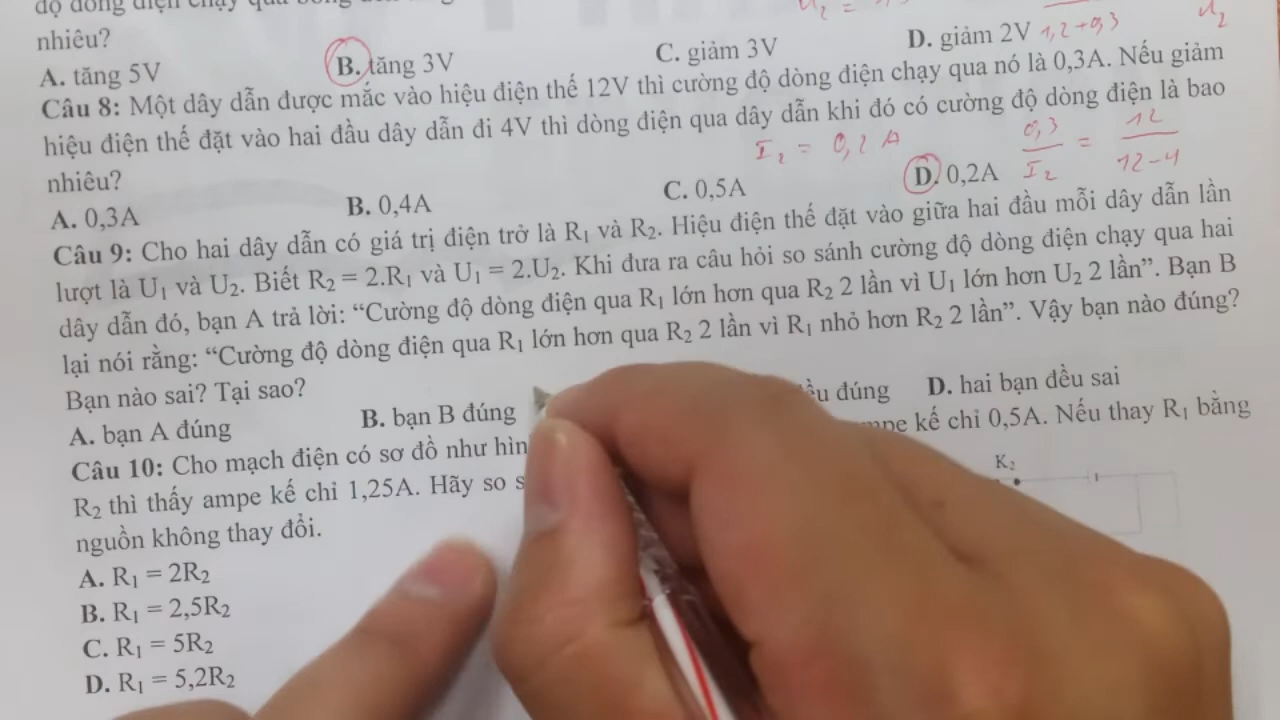 nhiêu?
A. tăng 5V B. tăng 3V C. giảm 3V D. giảm 2V 1,2+0,3 U₂
Câu 8: Một dây dẫn được mắc vào hiệu điện thế 12V thì cường độ dòng điện chạy qua nó là 0,3A. Nếu giảm
hiệu điện thế đặt vào hai đầu dây dẫn đi 4V thì dòng điện qua dây dẫn khi đó có cường độ dòng điện là bao
nhiêu? I₂ = 0,2 A 0,3/I₂ = 12/12-4
A. 0,3A B. 0,4A C. 0,5A D. 0,2A
Câu 9: Cho hai dây dẫn có giá trị điện trở là R₁ và R₂. Hiệu điện thế đặt vào giữa hai đầu mỗi dây dẫn lần
lượt là U₁ và U₂. Biết R₂ = 2.R₁ và U₁ = 2.U₂. Khi đưa ra câu hỏi so sánh cường độ dòng điện chạy qua hai
dây dẫn đó, bạn A trả lời: “Cường độ dòng điện qua R₁ lớn hơn qua R₂ 2 lần vì U₁ lớn hơn U₂ 2 lần”. Bạn B
lại nói rằng: “Cường độ dòng điện qua R₁ lớn hơn qua R₂ 2 lần vì R₁ nhỏ hơn R₂ 2 lần”. Vậy bạn nào đúng?
Bạn nào sai? Tại sao?
A. bạn A đúng B. bạn B đúng đúng D. hai bạn đều sai
Câu 10: Cho mạch điện có sơ đồ như kế chỉ 0,5A. Nếu thay R₁ bằng
R₂ thì thấy ampe kế chỉ 1,25A. Hãy so K₂
nguồn không thay đổi.
A. R₁ = 2R₂
B. R₁ = 2,5R₂
C. R₁ = 5R₂
D. R₁ = 5,2R₂